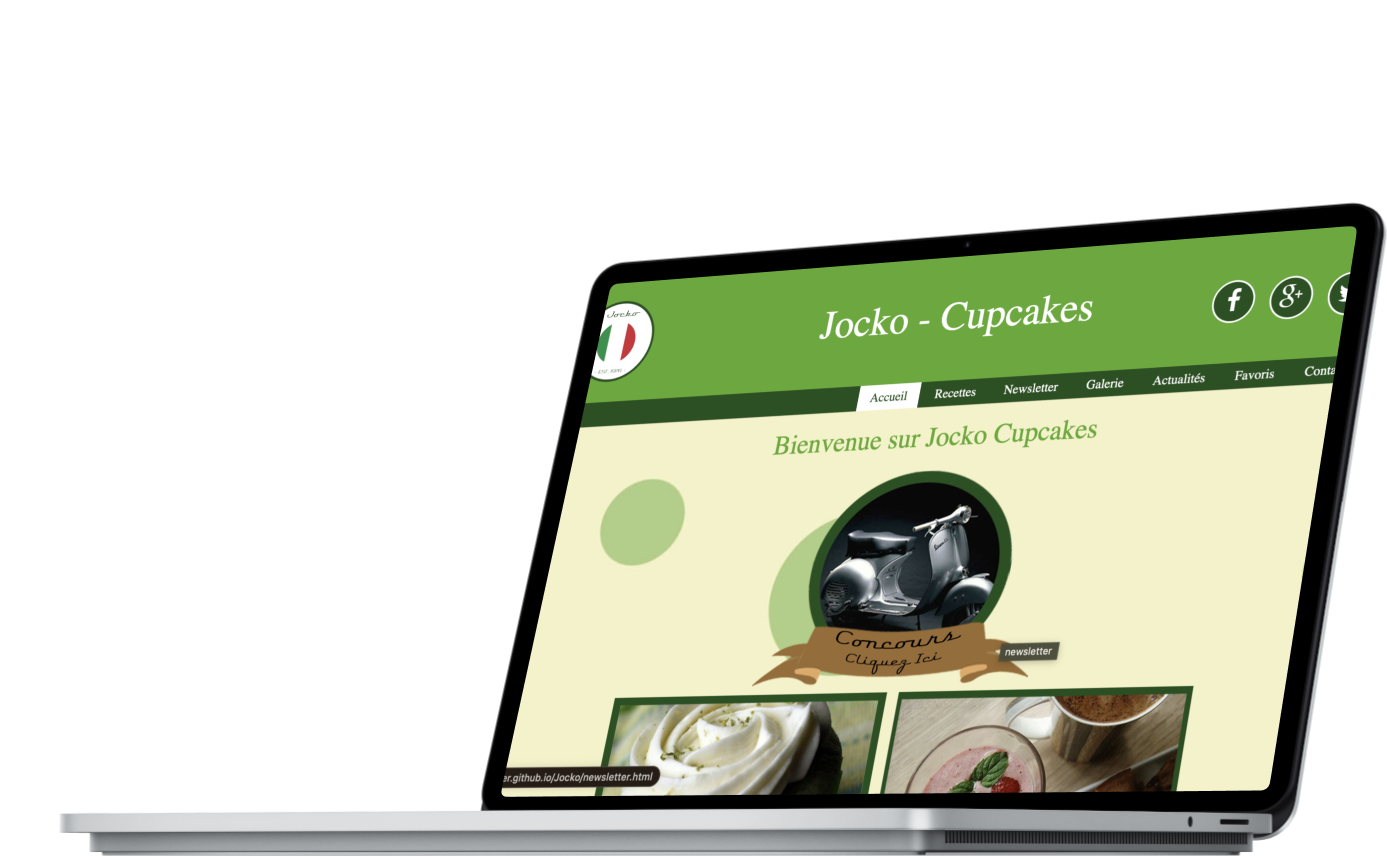 Jocko
Jocko - Cupcakes
Accueil
Recettes
Newsletter
Galerie
Actualités
Favoris
Conta
Bienvenue sur Jocko Cupcakes
Concours
Cliquez Ici
newsletter
er.github.io/Jocko/newsletter.html